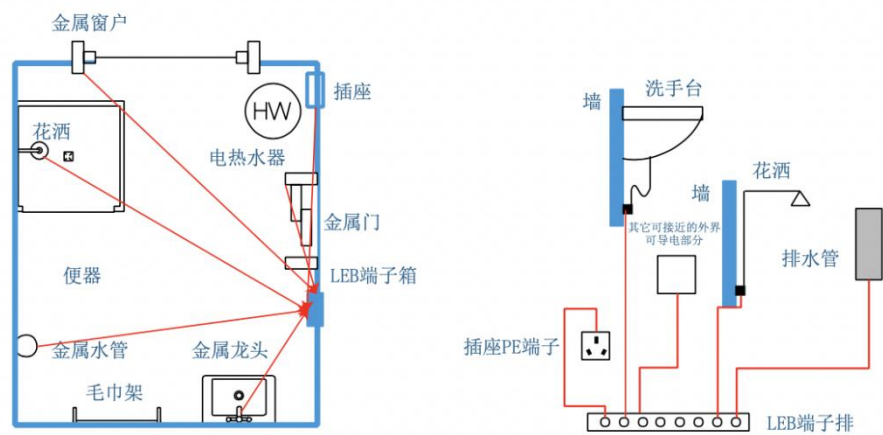 金属窗户
插座
HW
花洒
电热水器
金属门
便器
LEB端子箱
金属水管
金属龙头
毛巾架
洗手台
墙
花洒
墙
其它可接近的外界
可导电部分
排水管
插座PE端子
LEB端子排